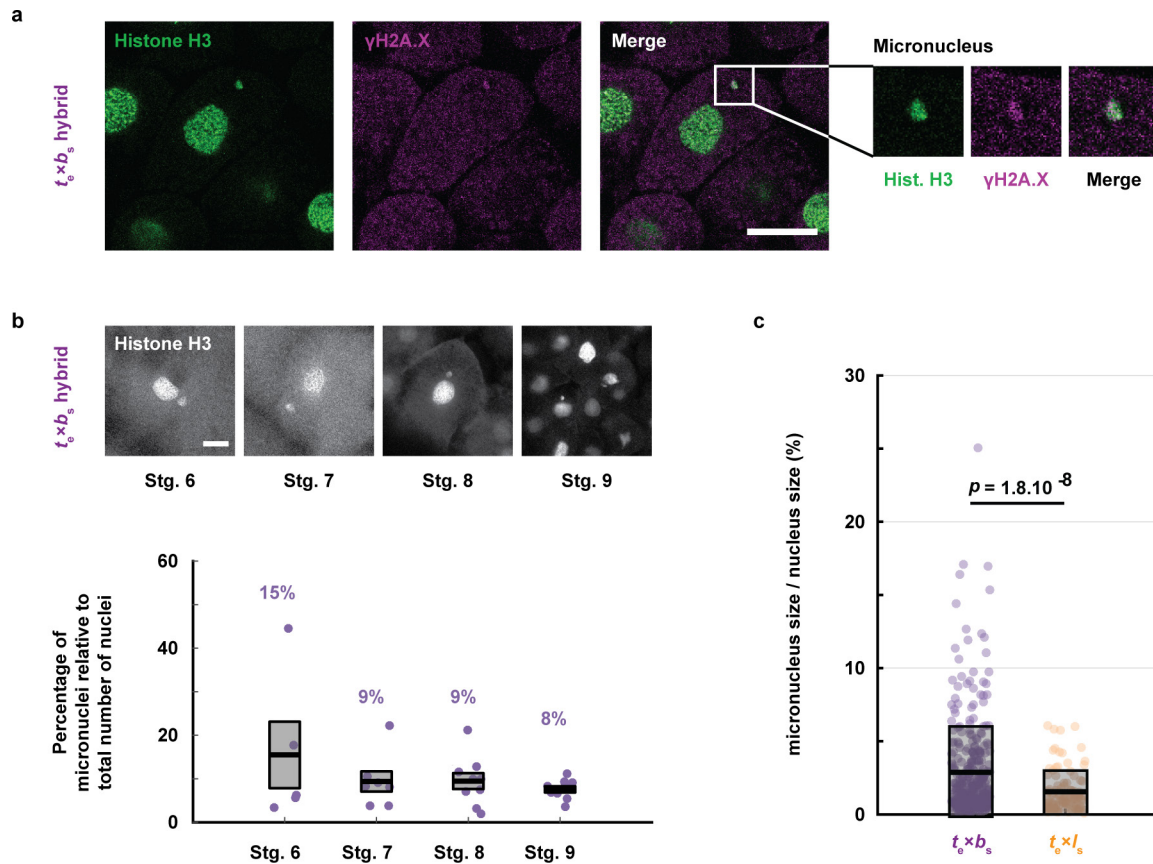 a
Histone H3
γH2A.X
Merge
Micronucleus
tₑ×bₛ hybrid
Hist. H3
γH2A.X
Merge
b
Histone H3
tₑ×bₛ hybrid
Stg. 6
Stg. 7
Stg. 8
Stg. 9
Percentage of
micronuclei relative to
total number of nuclei
60
40
20
0
15%
9%
9%
8%
Stg. 6
Stg. 7
Stg. 8
Stg. 9
c
micronucleus size / nucleus size (%)
30
20
10
0
p = 1.8.10 ⁻⁸
tₑ×bₛ
tₑ×lₛ